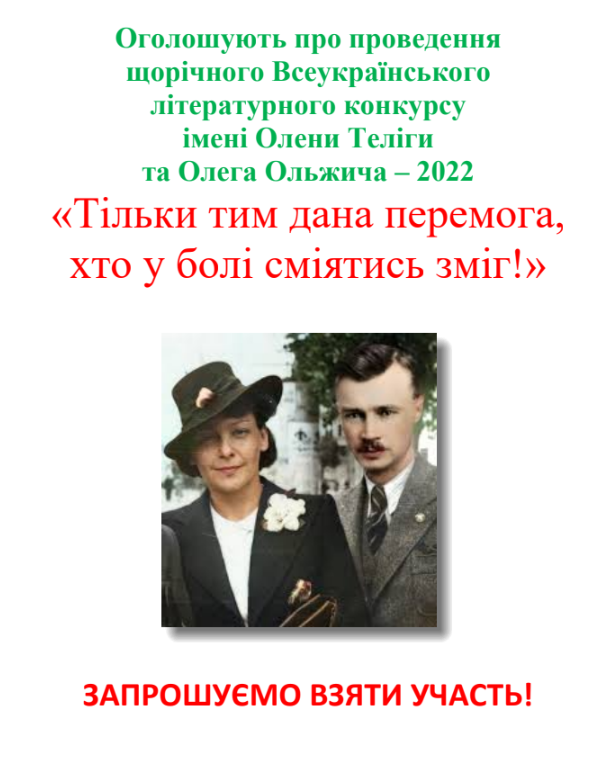 Оголошують про проведення
щорічного Всеукраїнського
літературного конкурсу
імені Олени Теліги
та Олега Ольжича – 2022
«Тільки тим дана перемога,
хто у болі сміятись зміг!»
ЗАПРОШУЄМО ВЗЯТИ УЧАСТЬ!